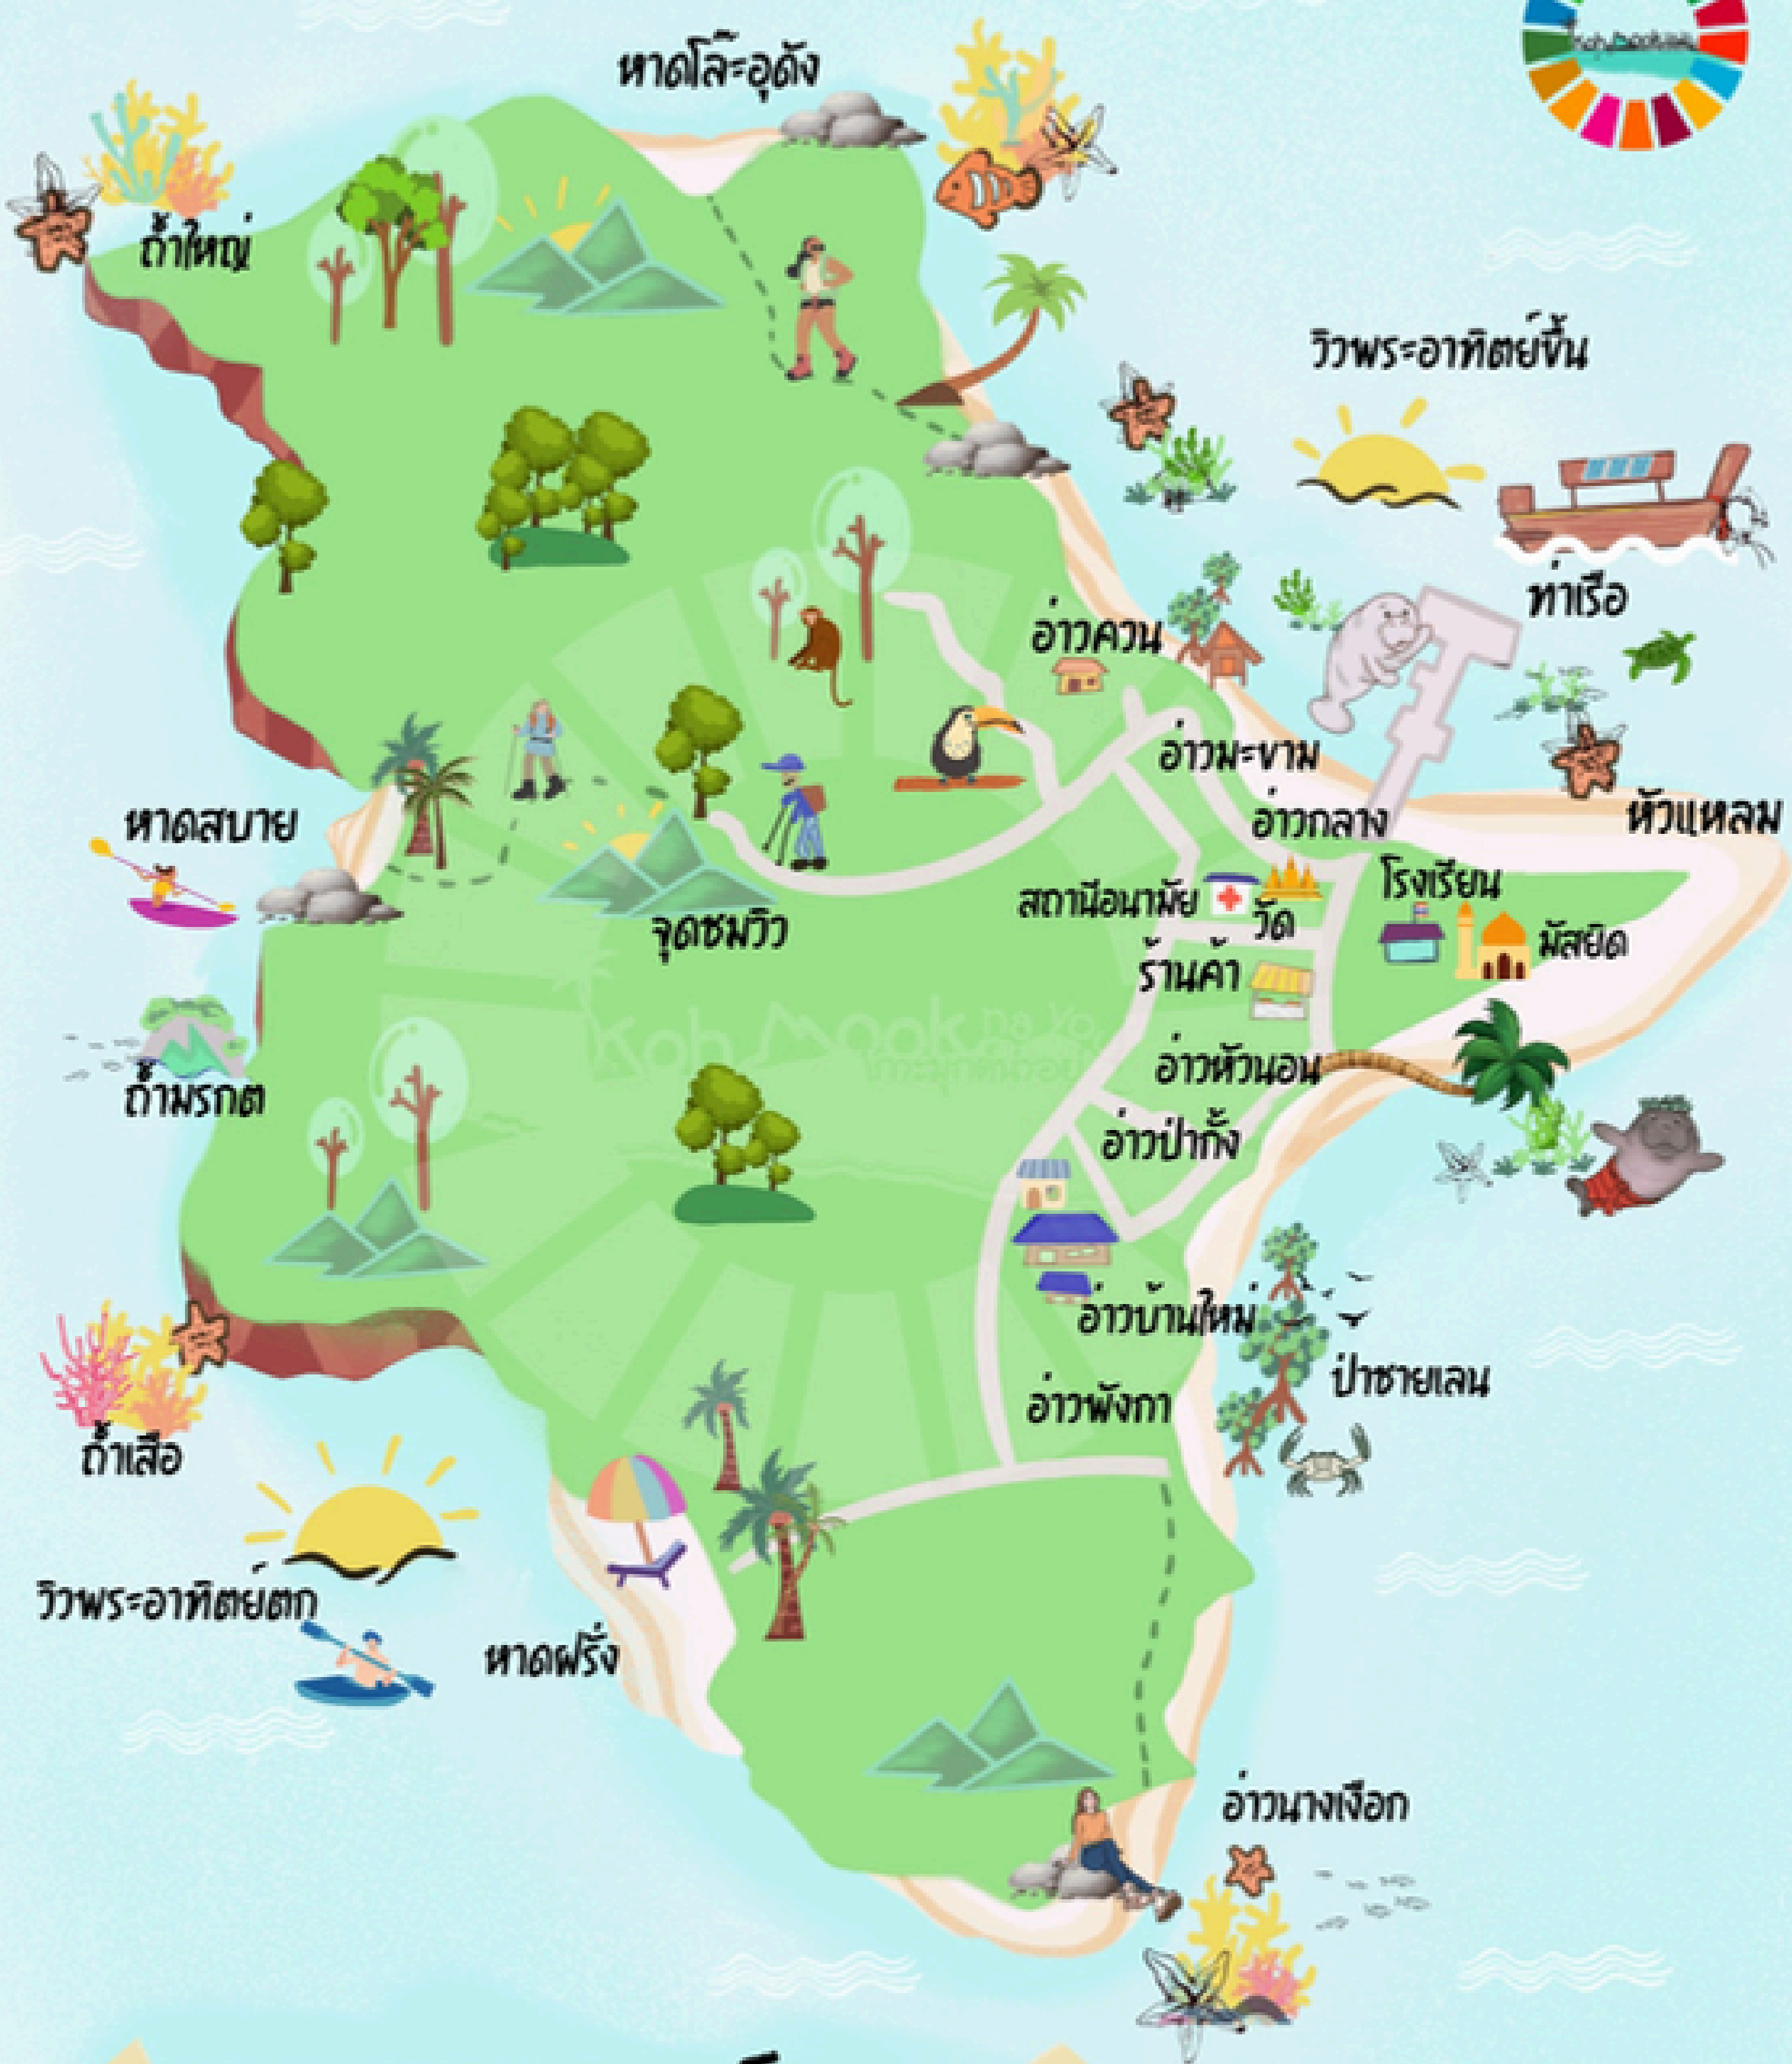 หาดโล๊ะอุดัง
ถ้ำใหญ่
วิวพระอาทิตย์ขึ้น
ท่าเรือ
อ่าวควน
อ่าวมะขาม
หาดสบาย
อ่าวกลาง
หัวแหลม
โรงเรียน
สถานีอนามัย
วัด
จุดชมวิว
มัสยิด
ร้านค้า
Koh Mook
อ่าวหัวนอน
ถ้ำมรกต
อ่าวป่ากั้ง
อ่าวบ้านใหม่
ป่าชายเลน
อ่าวพังกา
ถ้ำเสือ
วิวพระอาทิตย์ตก
หาดฝรั่ง
อ่าวนางเงือก